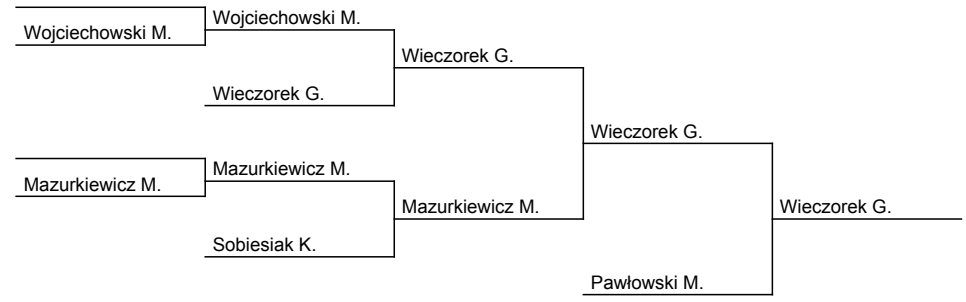 Wojciechowski M.
Wojciechowski M.
Wieczorek G.
Wieczorek G.
Wieczorek G.
Mazurkiewicz M.
Mazurkiewicz M.
Mazurkiewicz M.
Wieczorek G.
Sobiesiak K.
Pawłowski M.